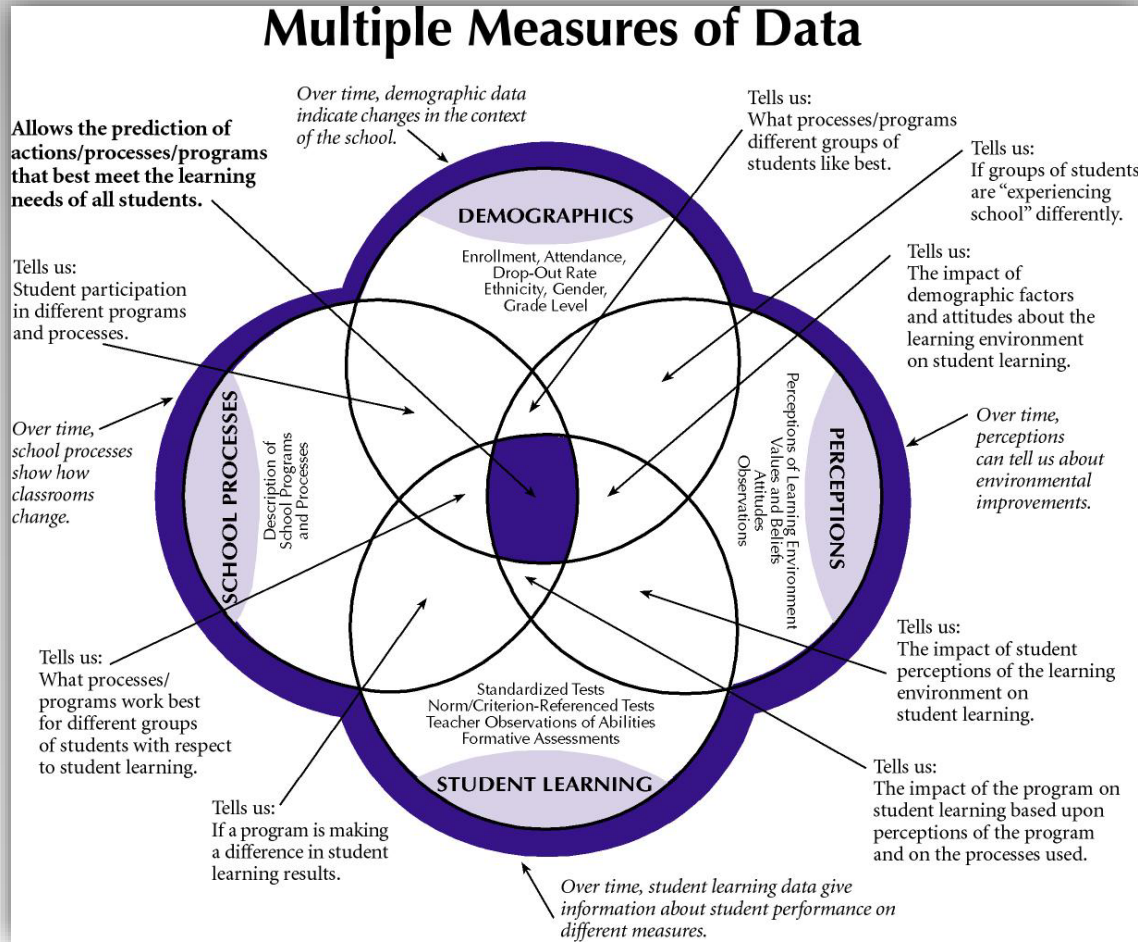 Multiple Measures of Data
Over time, demographic data
indicate changes in the context
of the school.
Tells us:
What processes/programs
different groups of
students like best.
Allows the prediction of
actions/processes/programs
that best meet the learning
needs of all students.
Tells us:
If groups of students
are “experiencing
school” differently.
DEMOGRAPHICS
Enrollment, Attendance,
Drop-Out Rate
Ethnicity, Gender,
Grade Level
Tells us:
Student participation
in different programs
and processes.
Tells us:
The impact of
demographic factors
and attitudes about the
learning environment
on student learning.
Over time,
school processes
show how
classrooms
change.
SCHOOL PROCESSES
Description of
School Programs
and Processes
PERCEPTIONS
Perceptions of Learning Environment
Values and Beliefs
Attitudes
Observations
Over time,
perceptions
can tell us about
environmental
improvements.
Tells us:
What processes/
programs work best
for different groups
of students with respect
to student learning.
Tells us:
The impact of student
perceptions of the learning
environment on
student learning.
Standardized Tests
Norm/Criterion-Referenced Tests
Teacher Observations of Abilities
Formative Assessments
STUDENT LEARNING
Tells us:
If a program is making
a difference in student
learning results.
Tells us:
The impact of the program on
student learning based upon
perceptions of the program
and on the processes used.
Over time, student learning data give
information about student performance on
different measures.